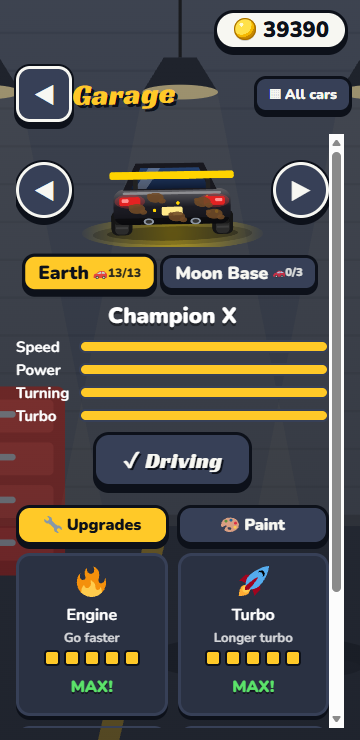 39390
Garage
All cars
Earth 13/13
Moon Base 0/3
Champion X
Speed
Power
Turning
Turbo
✓ Driving
Upgrades
Paint
Engine
Go faster
MAX!
Turbo
Longer turbo
MAX!